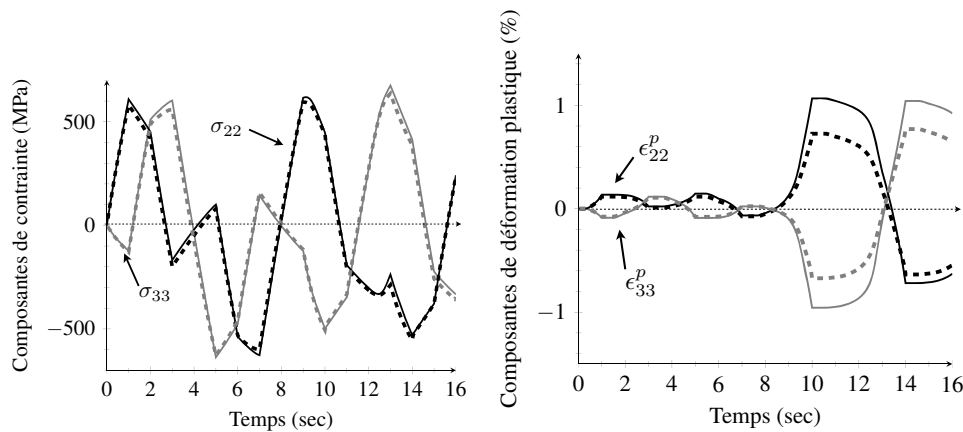 Composantes de contrainte (MPa)
500
0
−500
σ22
σ33
0 2 4 6 8 10 12 14 16
Temps (sec)
Composantes de déformation plastique (%)
1
0
−1
ϵ^p_22
ϵ^p_33
0 2 4 6 8 10 12 14 16
Temps (sec)